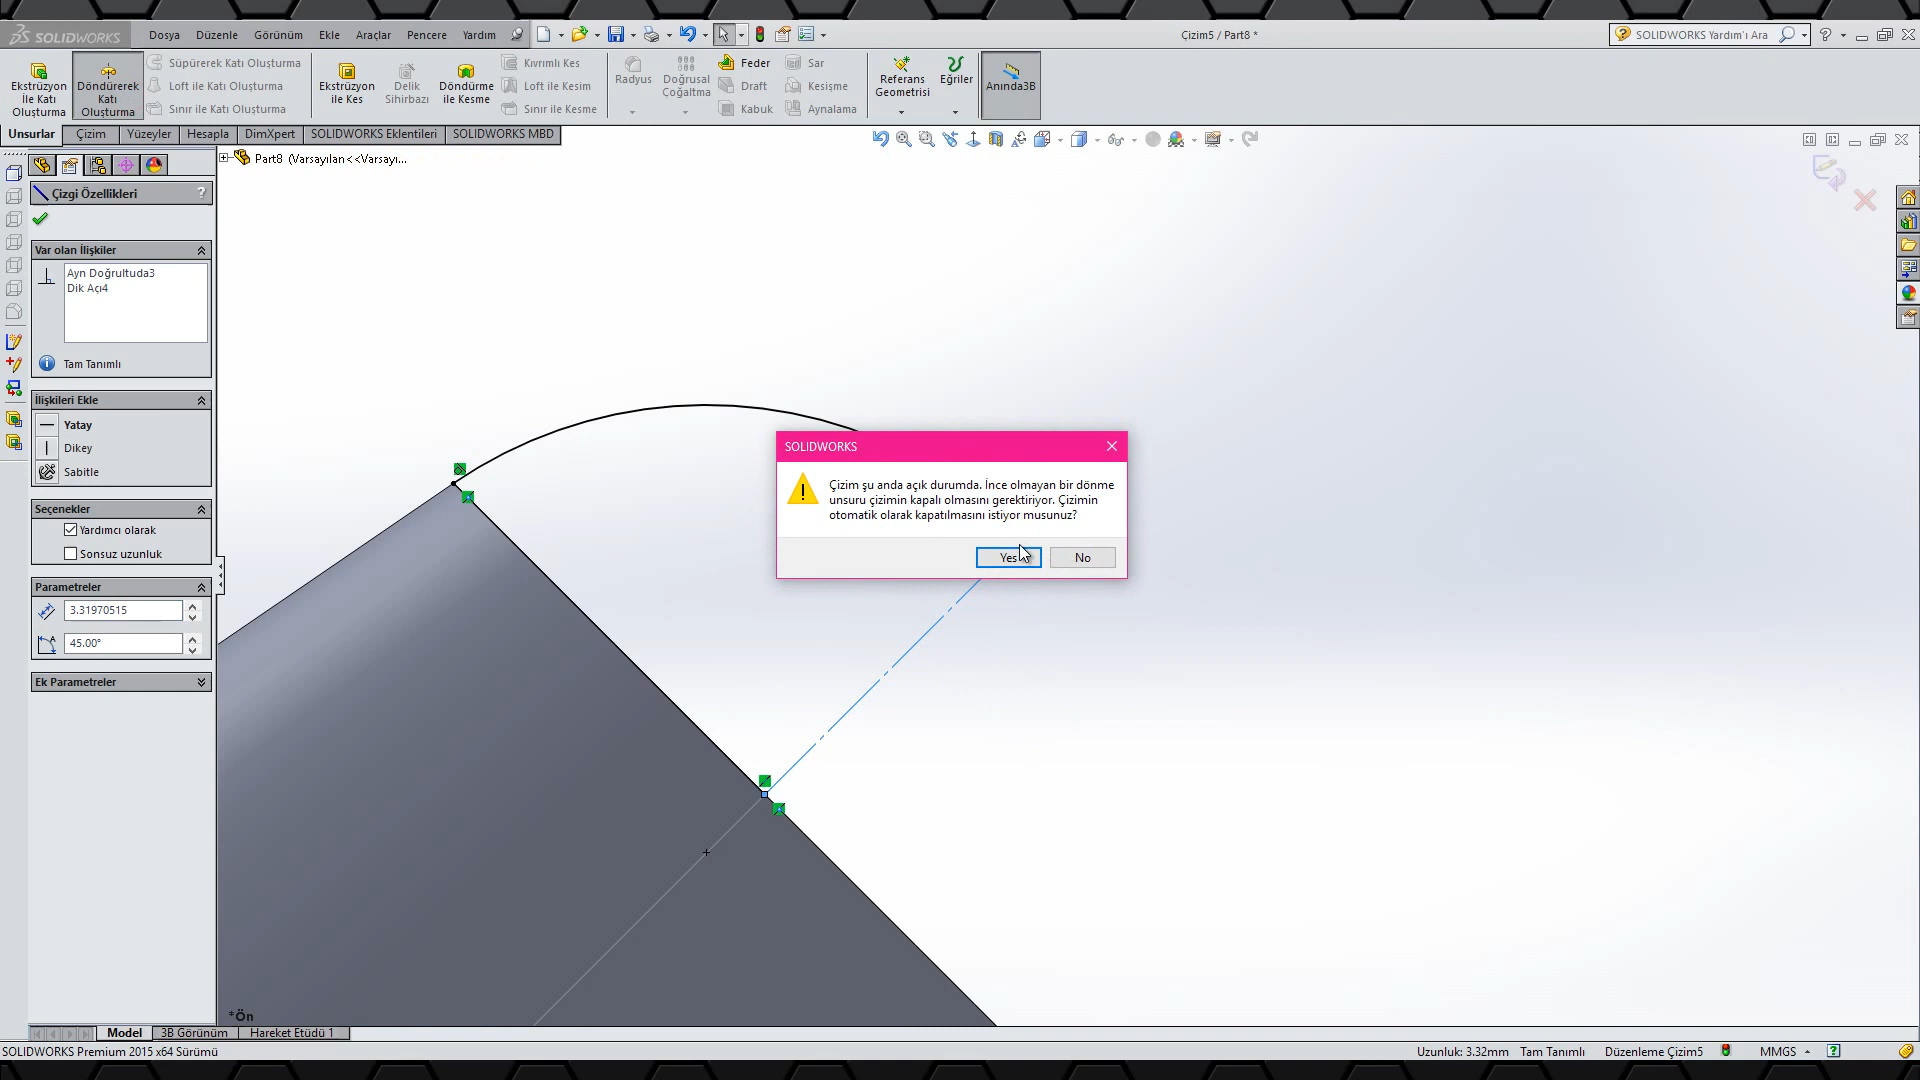 SOLIDWORKS
Dosya
Düzenle
Görünüm
Ekle
Araçlar
Pencere
Yardım
Çizim5 / Part8 *
SOLIDWORKS Yardım'ı Ara
Ekstrüzyon
İle Katı
Oluşturma
Döndürerek
Katı
Oluşturma
Süpürerek Katı Oluşturma
Loft ile Katı Oluşturma
Sınır ile Katı Oluşturma
Ekstrüzyon
ile Kes
Delik
Sihirbazı
Döndürme
ile Kesme
Kıvrımlı Kes
Loft ile Kesim
Sınır ile Kesme
Radyus
Doğrusal
Çoğaltma
Feder
Draft
Kabuk
Sar
Kesişme
Aynalama
Referans
Geometrisi
Eğriler
Anında3B
Unsurlar
Çizim
Yüzeyler
Hesapla
DimXpert
SOLIDWORKS Eklentileri
SOLIDWORKS MBD
Part8 (Varsayılan<<Varsayı...
Çizgi Özellikleri
?
Var olan İlişkiler
Ayn Doğrultuda3
Dik Açı4
Tam Tanımlı
İlişkileri Ekle
Yatay
Dikey
Sabitle
Seçenekler
Yardımcı olarak
Sonsuz uzunluk
Parametreler
3.31970515
45.00°
Ek Parametreler
SOLIDWORKS
Çizim şu anda açık durumda. İnce olmayan bir dönme
unsuru çizimin kapalı olmasını gerektiriyor. Çizimin
otomatik olarak kapatılmasını istiyor musunuz?
Yes
No
*Ön
Model
3B Görünüm
Hareket Etüdü 1
SOLIDWORKS Premium 2015 x64 Sürümü
Uzunluk: 3.32mm
Tam Tanımlı
Düzenleme Çizim5
MMGS